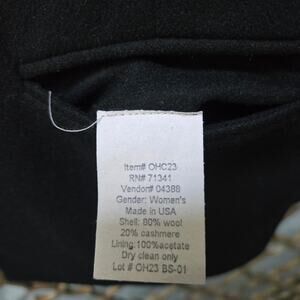 Item# OHC23
RN# 71341
Vendor# 04388
Gender: Women's
Made in USA
Shell: 80% wool
20% cashmere
Lining:100%acetate
Dry clean only
Lot # OH23 BS-01